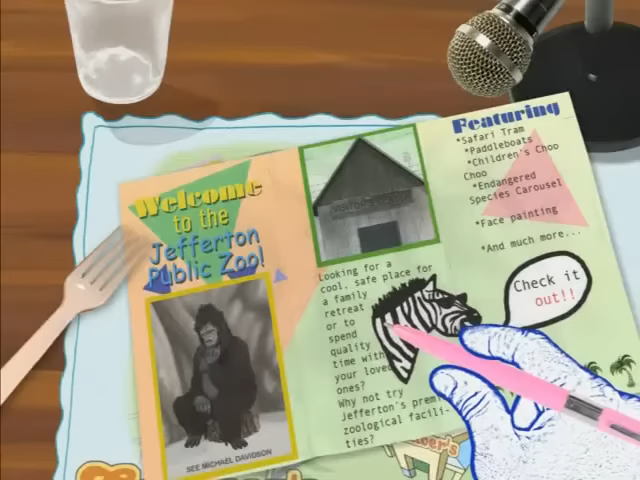 Welcome
to the
Jefferton
Public Zoo!
SEE MICHAEL DAVIDSON
Looking for a
cool, safe place for
a family
retreat
or to
spend
quality
time with
your loved
ones?
Why not try
Jefferton's prem
zoological facili-
ties?
Featuring
*Safari Tram
*Paddleboats
*Children's Choo
Choo
*Endangered
Species Carousel
*Face painting
*And much more...
Check it
out!!